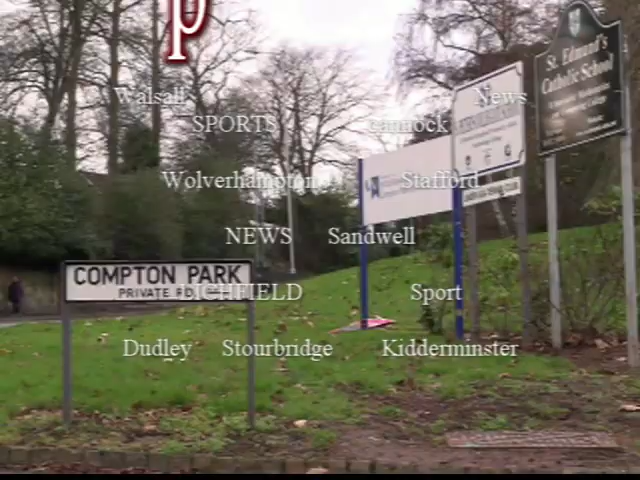 p
St. Edmund's
Catholic School
Walsall News
SPORTS cannock
Wolverhampton Stafford
NEWS Sandwell
COMPTON PARK
PRIVATE RD
LICHFIELD Sport
Dudley Stourbridge Kidderminster